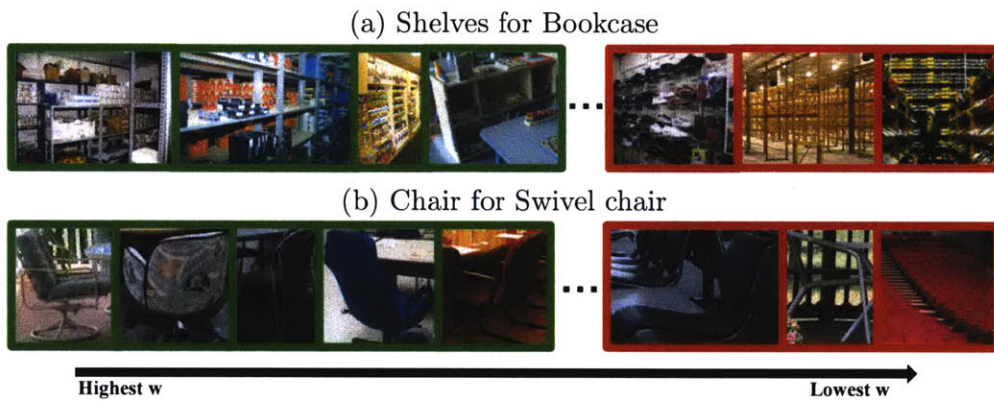 (a) Shelves for Bookcase
(b) Chair for Swivel chair
Highest w
Lowest w